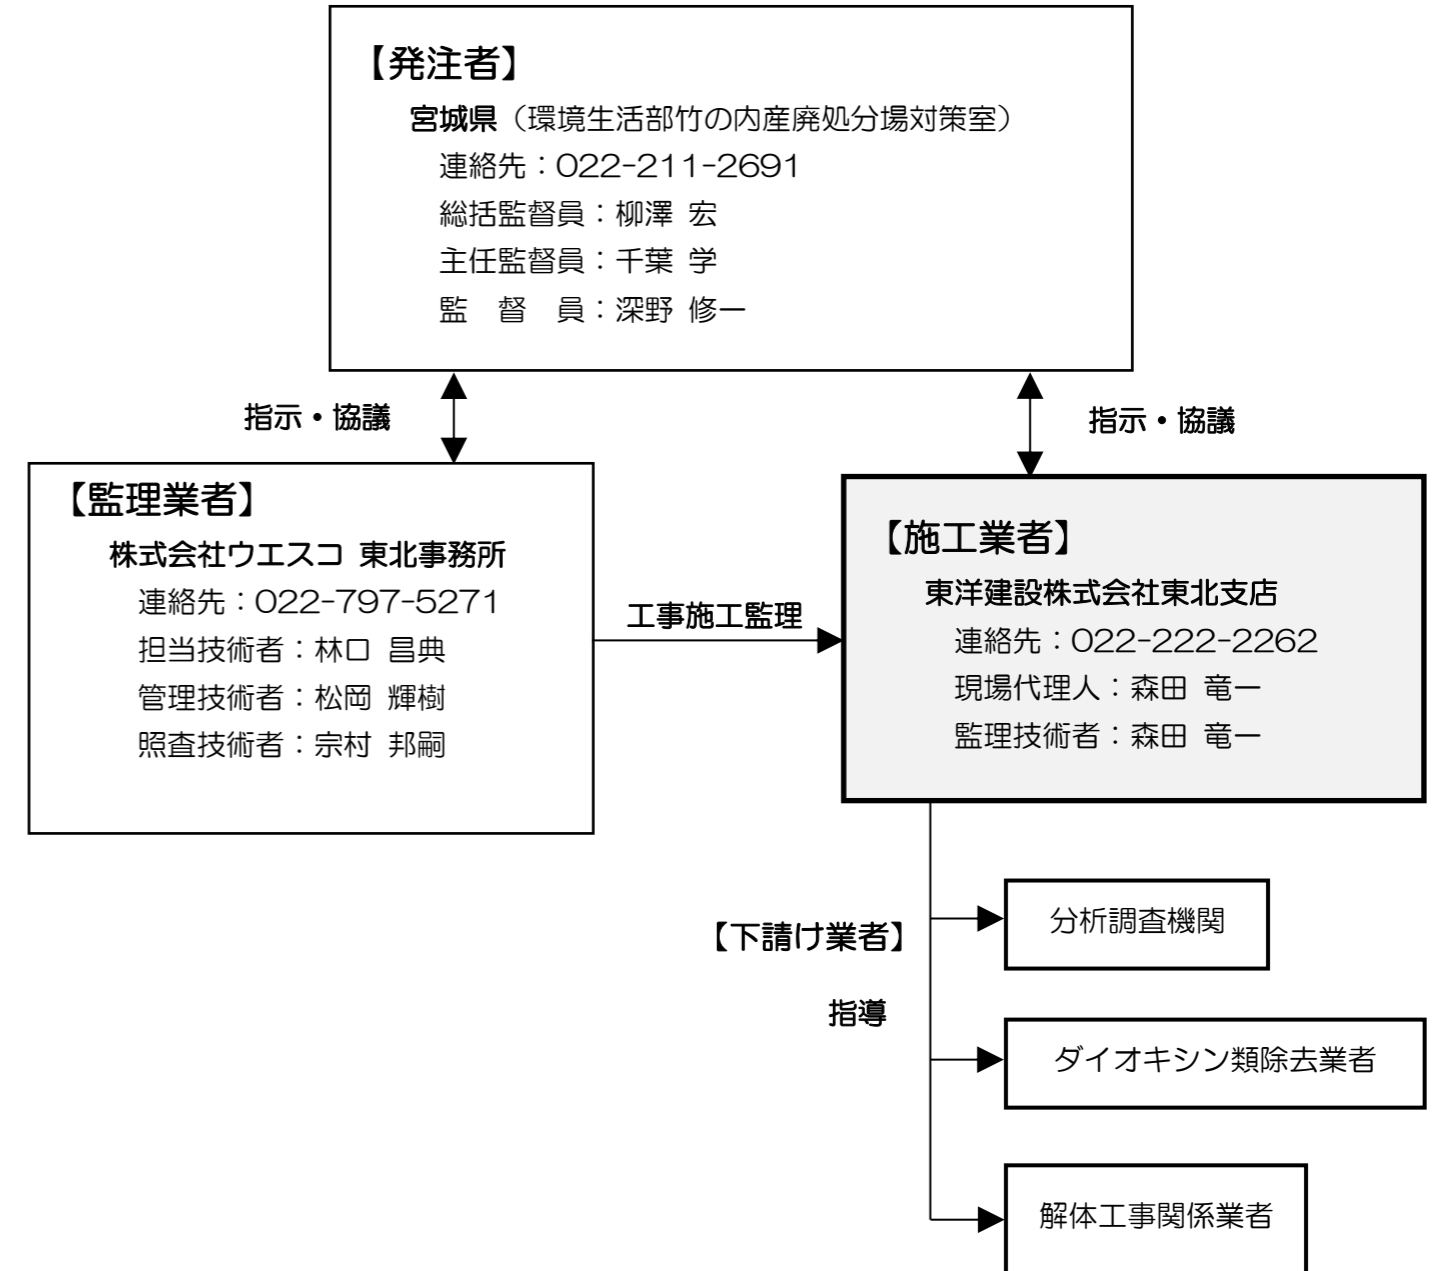 【発注者】
宮城県（環境生活部竹の内産廃処分場対策室）
連絡先：022-211-2691
総括監督員：柳澤 宏
主任監督員：千葉 学
監　督　員：深野 修一
指示・協議
指示・協議
【監理業者】
株式会社ウエスコ 東北事務所
連絡先：022-797-5271
担当技術者：林口 昌典
管理技術者：松岡 輝樹
照査技術者：宗村 邦嗣
工事施工監理
【施工業者】
東洋建設株式会社東北支店
連絡先：022-222-2262
現場代理人：森田 竜一
監理技術者：森田 竜一
【下請け業者】
指導
分析調査機関
ダイオキシン類除去業者
解体工事関係業者